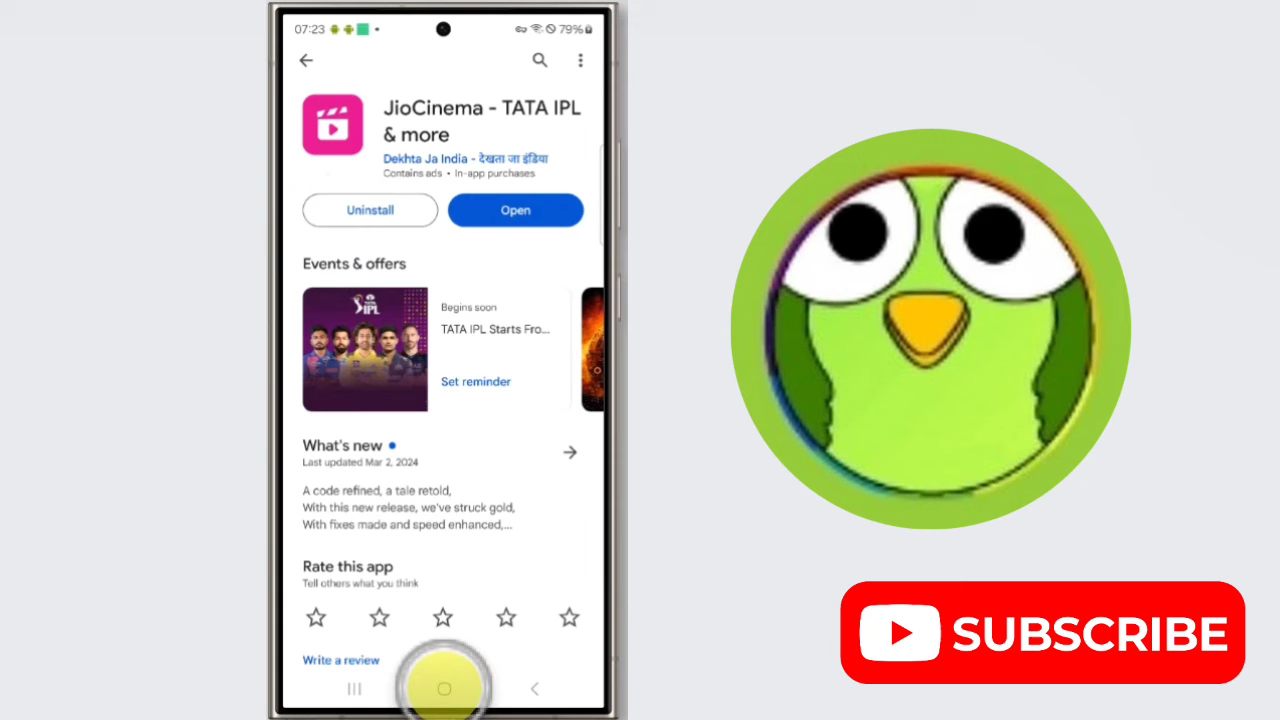 07:23
79%
JioCinema - TATA IPL
& more
Dekhta Ja India - देखता जा इंडिया
Contains ads • In-app purchases
Uninstall
Open
Events & offers
TATA
IPL
Begins soon
TATA IPL Starts Fro...
Set reminder
What's new
Last updated Mar 2, 2024
A code refined, a tale retold,
With this new release, we've struck gold,
With fixes made and speed enhanced,...
Rate this app
Tell others what you think
Write a review
SUBSCRIBE